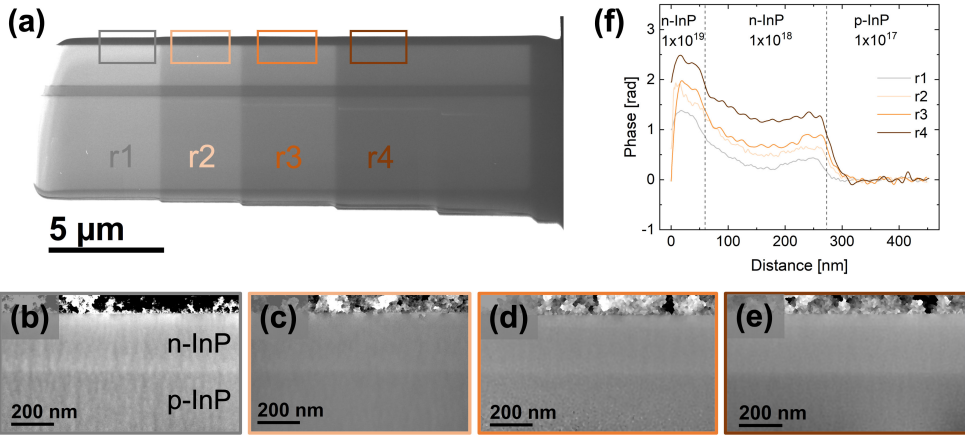 (a)
r1
r2
r3
r4
5 µm
(f)
n-InP
1x10¹⁹
n-InP
1x10¹⁸
p-InP
1x10¹⁷
3
2
1
0
-1
Phase [rad]
r1
r2
r3
r4
0
100
200
300
400
Distance [nm]
(b)
n-InP
p-InP
200 nm
(c)
200 nm
(d)
200 nm
(e)
200 nm